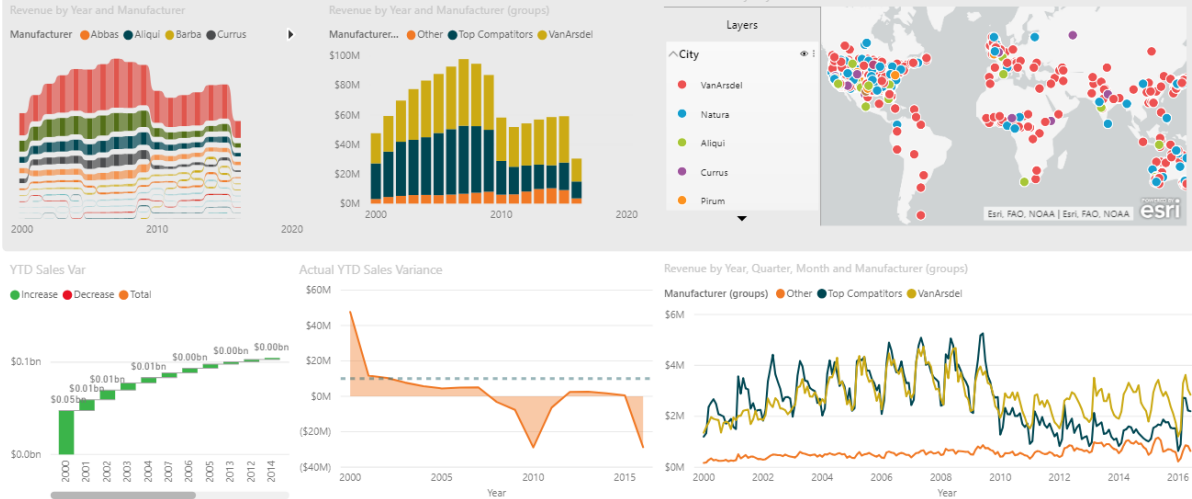 Revenue by Year and Manufacturer
Manufacturer Abbas Aliqui Barba Currus
2000 2010 2020
Revenue by Year and Manufacturer (groups)
Manufacturer... Other Top Compatitors VanArsdel
$100M
$80M
$60M
$40M
$20M
$0M
2000 2010 2020
Layers
City
VanArsdel
Natura
Aliqui
Currus
Pirum
Esri, FAO, NOAA | Esri, FAO, NOAA
esri
YTD Sales Var
Increase Decrease Total
$0.1bn
$0.0bn
$0.05bn
$0.01bn
$0.01bn
$0.01bn
$0.00bn
$0.00bn
$0.00bn
2000 2001 2002 2003 2004 2007 2006 2005 2013 2012 2014
Actual YTD Sales Variance
$60M
$40M
$20M
$0M
($20M)
($40M)
2000 2005 2010 2015
Year
Revenue by Year, Quarter, Month and Manufacturer (groups)
Manufacturer (groups) Other Top Compatitors VanArsdel
$6M
$4M
$2M
$0M
2000 2002 2004 2006 2008 2010 2012 2014 2016
Year